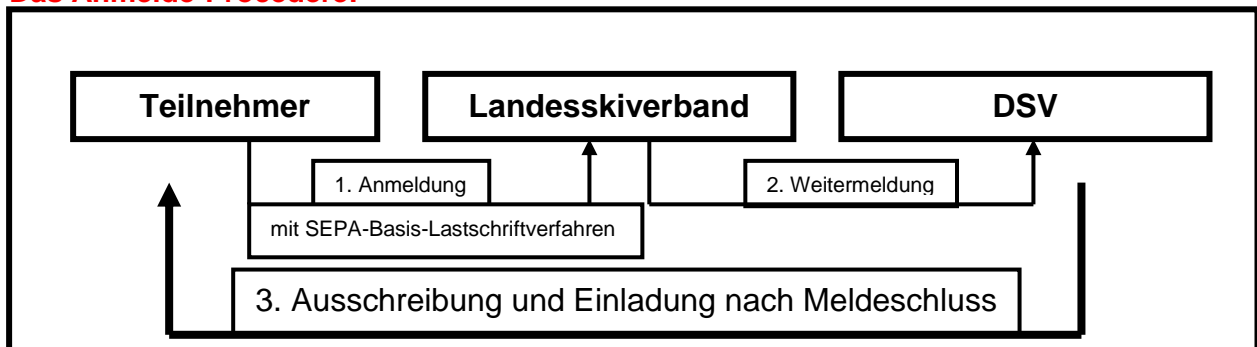 Das Anmelde-Procedere:
Teilnehmer Landesskiverband DSV
1. Anmeldung 2. Weitermeldung
mit SEPA-Basis-Lastschriftverfahren
3. Ausschreibung und Einladung nach Meldeschluss